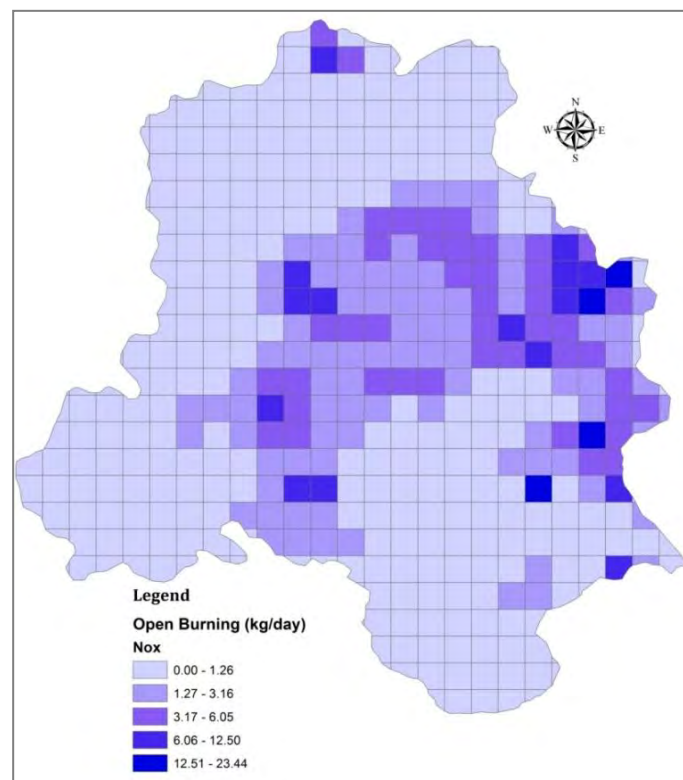 N
W E
S
Legend
Open Burning (kg/day)
Nox
0.00 - 1.26
1.27 - 3.16
3.17 - 6.05
6.06 - 12.50
12.51 - 23.44